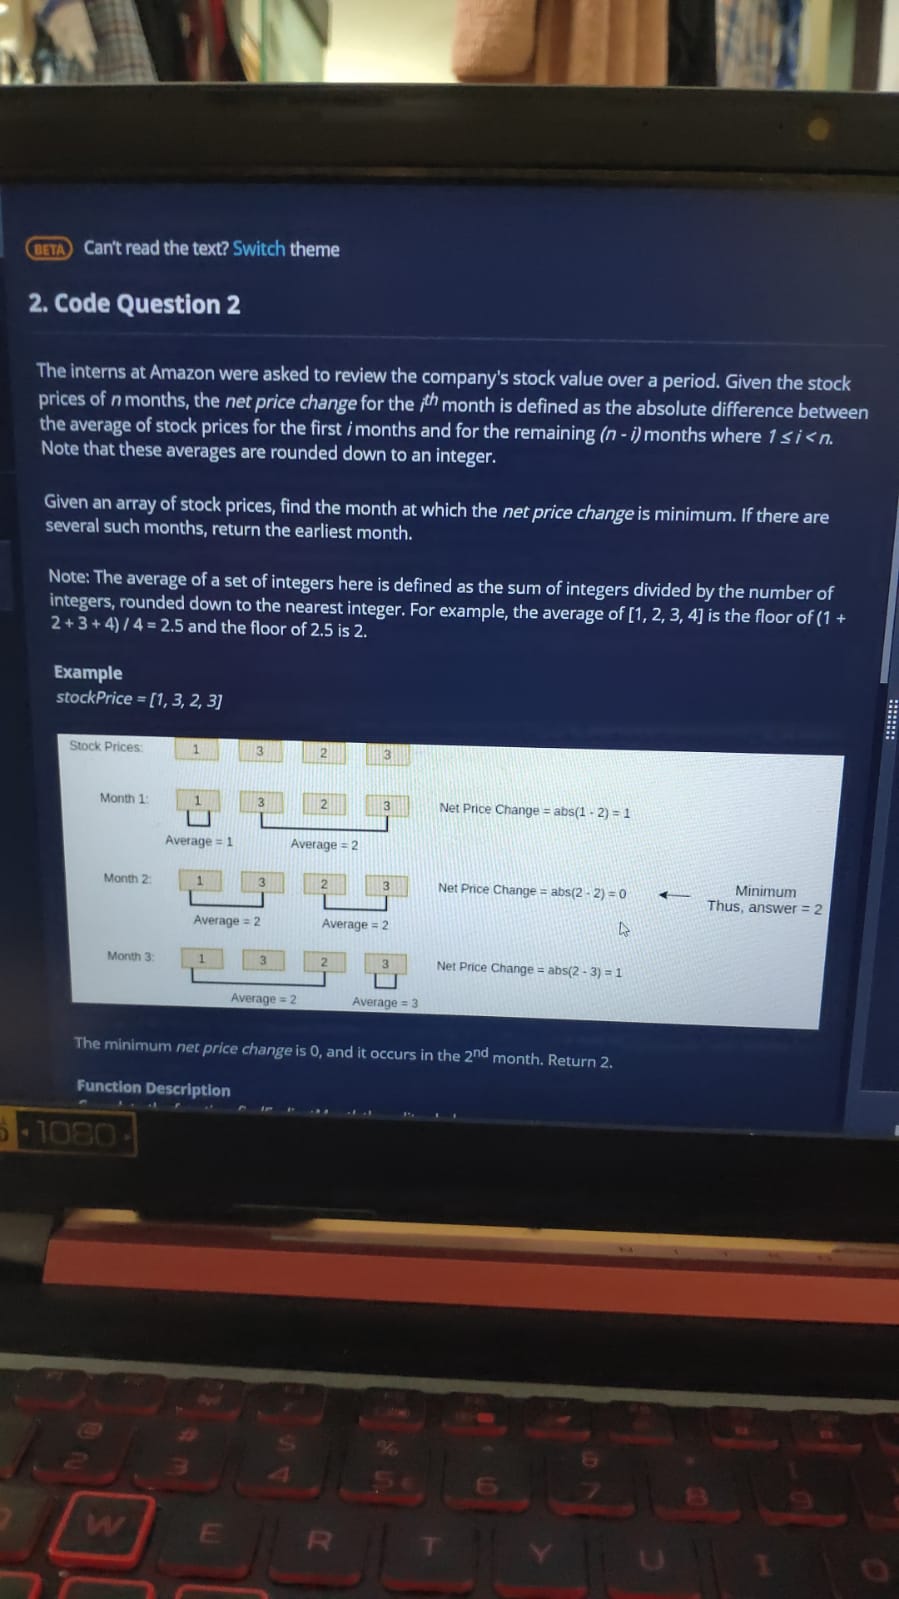 BETA Can't read the text? Switch theme
2. Code Question 2
The interns at Amazon were asked to review the company's stock value over a period. Given the stock
prices of n months, the net price change for the ith month is defined as the absolute difference between
the average of stock prices for the first i months and for the remaining (n - i) months where 1 ≤ i < n.
Note that these averages are rounded down to an integer.
Given an array of stock prices, find the month at which the net price change is minimum. If there are
several such months, return the earliest month.
Note: The average of a set of integers here is defined as the sum of integers divided by the number of
integers, rounded down to the nearest integer. For example, the average of [1, 2, 3, 4] is the floor of (1 +
2 + 3 + 4) / 4 = 2.5 and the floor of 2.5 is 2.
Example
stockPrice = [1, 3, 2, 3]
Stock Prices: 1 3 2 3
Month 1: 1 3 2 3 Net Price Change = abs(1 - 2) = 1
Average = 1 Average = 2
Month 2: 1 3 2 3 Net Price Change = abs(2 - 2) = 0 Minimum
Thus, answer = 2
Average = 2 Average = 2
Month 3: 1 3 2 3 Net Price Change = abs(2 - 3) = 1
Average = 2 Average = 3
The minimum net price change is 0, and it occurs in the 2nd month. Return 2.
Function Description
1080
@ # $ %
2 3 4 5 6 7 8 9
W E R T Y U I O